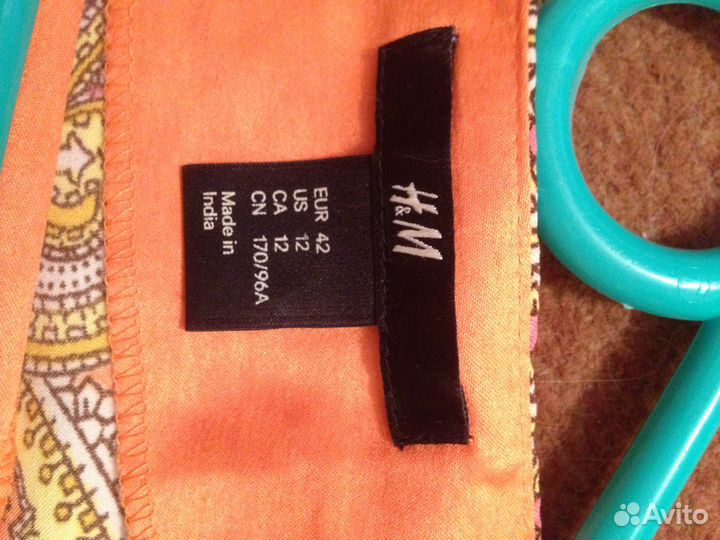 H&M
EUR 42
US 12
CA 12
CN 170/96A
Made in
India
Avito